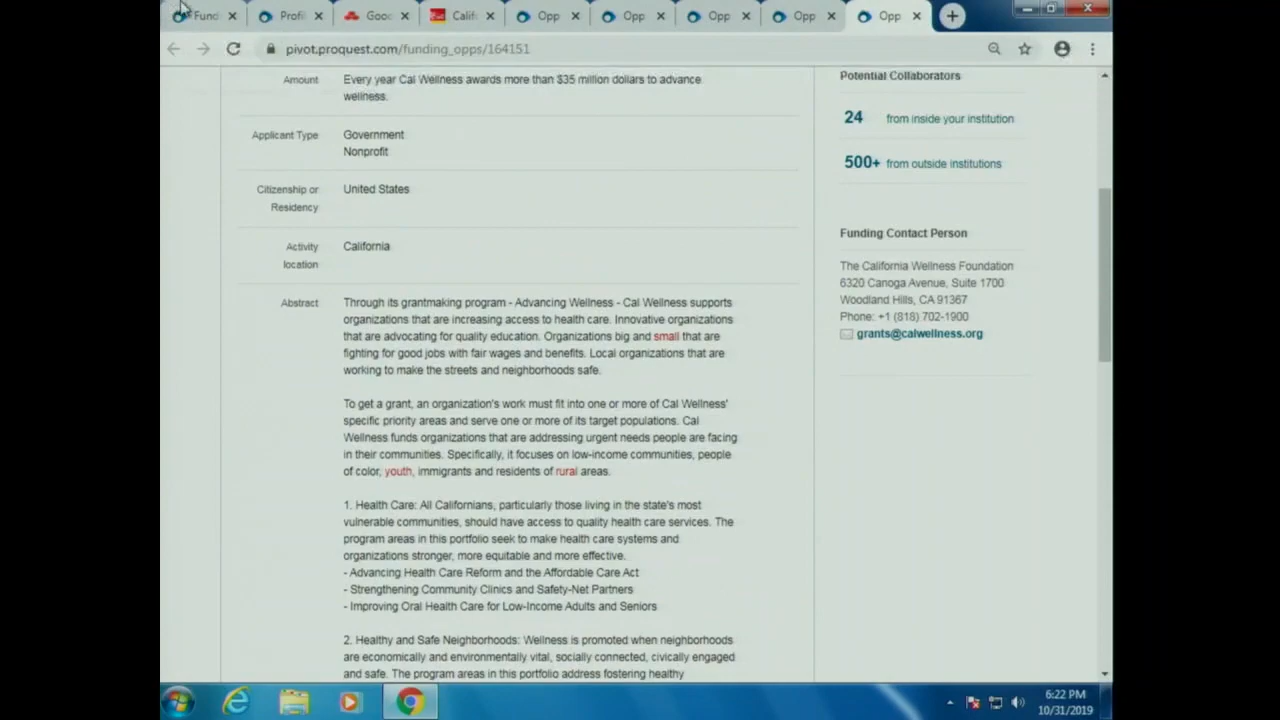 Fund
Profil
Goo
Calif
Opp
Opp
Opp
Opp
Opp
pivot.proquest.com/funding_opps/164151
Amount
Every year Cal Wellness awards more than $35 million dollars to advance
wellness.
Applicant Type
Government
Nonprofit
Citizenship or
Residency
United States
Activity
location
California
Abstract
Through its grantmaking program - Advancing Wellness - Cal Wellness supports
organizations that are increasing access to health care. Innovative organizations
that are advocating for quality education. Organizations big and small that are
fighting for good jobs with fair wages and benefits. Local organizations that are
working to make the streets and neighborhoods safe.
To get a grant, an organization's work must fit into one or more of Cal Wellness'
specific priority areas and serve one or more of its target populations. Cal
Wellness funds organizations that are addressing urgent needs people are facing
in their communities. Specifically, it focuses on low-income communities, people
of color, youth, immigrants and residents of rural areas.
1. Health Care: All Californians, particularly those living in the state's most
vulnerable communities, should have access to quality health care services. The
program areas in this portfolio seek to make health care systems and
organizations stronger, more equitable and more effective.
- Advancing Health Care Reform and the Affordable Care Act
- Strengthening Community Clinics and Safety-Net Partners
- Improving Oral Health Care for Low-Income Adults and Seniors
2. Healthy and Safe Neighborhoods: Wellness is promoted when neighborhoods
are economically and environmentally vital, socially connected, civically engaged
and safe. The program areas in this portfolio address fostering healthy
Potential Collaborators
24 from inside your institution
500+ from outside institutions
Funding Contact Person
The California Wellness Foundation
6320 Canoga Avenue, Suite 1700
Woodland Hills, CA 91367
Phone: +1 (818) 702-1900
grants@calwellness.org
6:22 PM
10/31/2019